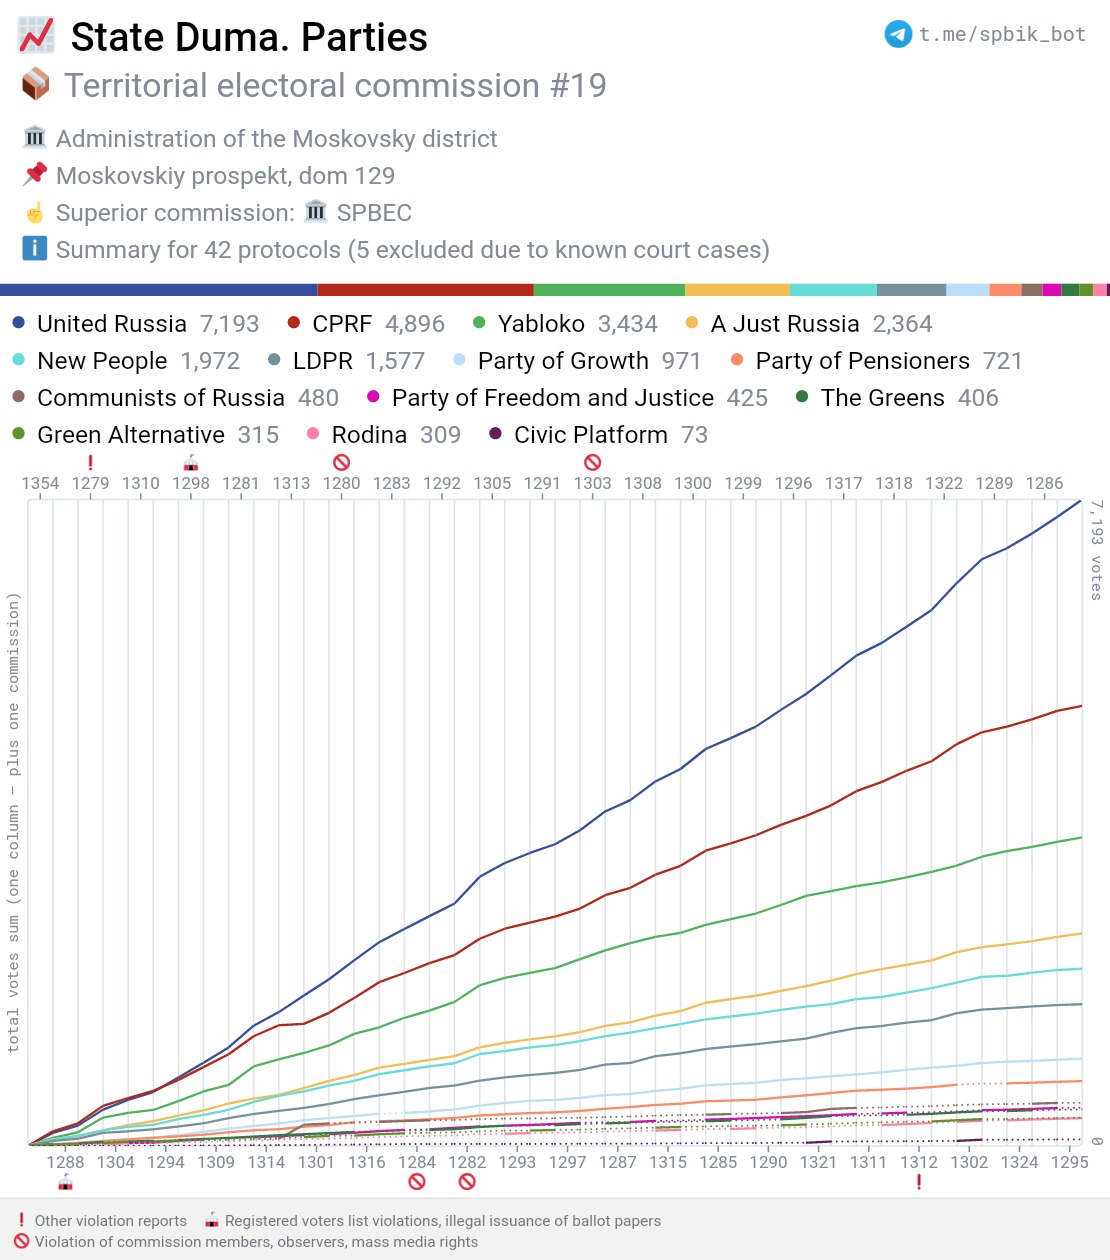 State Duma. Parties
t.me/spbik_bot
Territorial electoral commission #19
Administration of the Moskovsky district
Moskovskiy prospekt, dom 129
Superior commission: SPBEC
Summary for 42 protocols (5 excluded due to known court cases)
United Russia 7,193 CPRF 4,896 Yabloko 3,434 A Just Russia 2,364
New People 1,972 LDPR 1,577 Party of Growth 971 Party of Pensioners 721
Communists of Russia 480 Party of Freedom and Justice 425 The Greens 406
Green Alternative 315 Rodina 309 Civic Platform 73
1354 1279 1310 1298 1281 1313 1280 1283 1292 1305 1291 1303 1308 1300 1299 1296 1317 1318 1322 1289 1286
7,193 votes
total votes sum (one column – plus one commission)
0
1288 1304 1294 1309 1314 1301 1316 1284 1282 1293 1297 1287 1315 1285 1290 1321 1311 1312 1302 1324 1295
Other violation reports Registered voters list violations, illegal issuance of ballot papers
Violation of commission members, observers, mass media rights